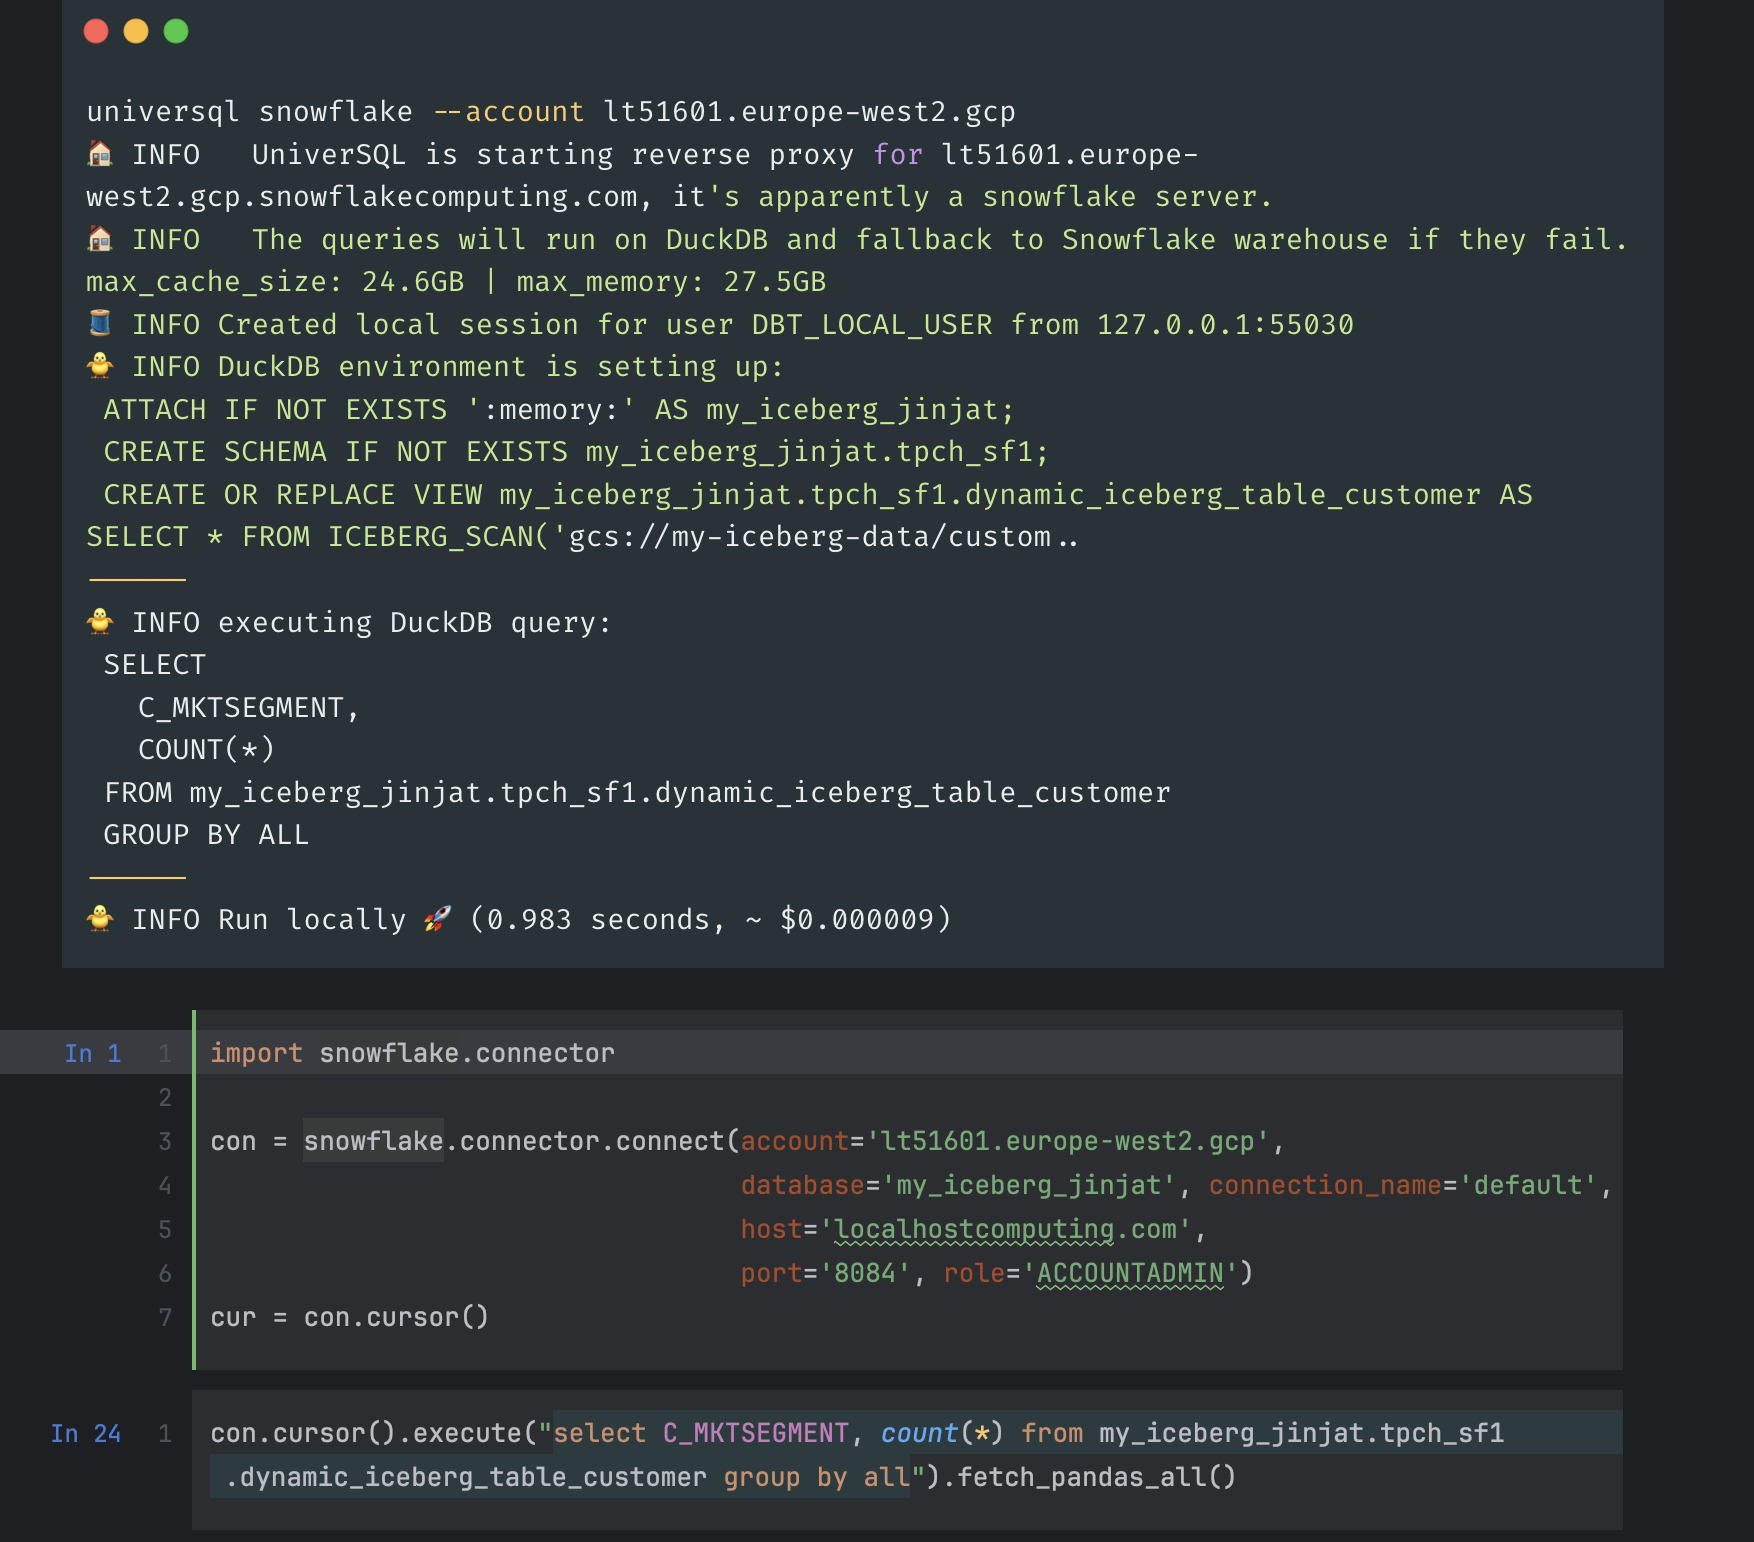 universql snowflake --account lt51601.europe-west2.gcp
🏠 INFO   UniverSQL is starting reverse proxy for lt51601.europe-
west2.gcp.snowflakecomputing.com, it's apparently a snowflake server.
🏠 INFO   The queries will run on DuckDB and fallback to Snowflake warehouse if they fail.
max_cache_size: 24.6GB | max_memory: 27.5GB
🧵 INFO Created local session for user DBT_LOCAL_USER from 127.0.0.1:55030
🐥 INFO DuckDB environment is setting up:
 ATTACH IF NOT EXISTS ':memory:' AS my_iceberg_jinjat;
 CREATE SCHEMA IF NOT EXISTS my_iceberg_jinjat.tpch_sf1;
 CREATE OR REPLACE VIEW my_iceberg_jinjat.tpch_sf1.dynamic_iceberg_table_customer AS
SELECT * FROM ICEBERG_SCAN('gcs://my-iceberg-data/custom..
------
🐥 INFO executing DuckDB query:
 SELECT
   C_MKTSEGMENT,
   COUNT(*)
 FROM my_iceberg_jinjat.tpch_sf1.dynamic_iceberg_table_customer
 GROUP BY ALL
------
🐥 INFO Run locally 🚀 (0.983 seconds, ~ $0.000009)
In 1 1 import snowflake.connector
2
3 con = snowflake.connector.connect(account='lt51601.europe-west2.gcp',
4 database='my_iceberg_jinjat', connection_name='default',
5 host='localhostcomputing.com',
6 port='8084', role='ACCOUNTADMIN')
7 cur = con.cursor()
In 24 1 con.cursor().execute("select C_MKTSEGMENT, count(*) from my_iceberg_jinjat.tpch_sf1
.dynamic_iceberg_table_customer group by all").fetch_pandas_all()